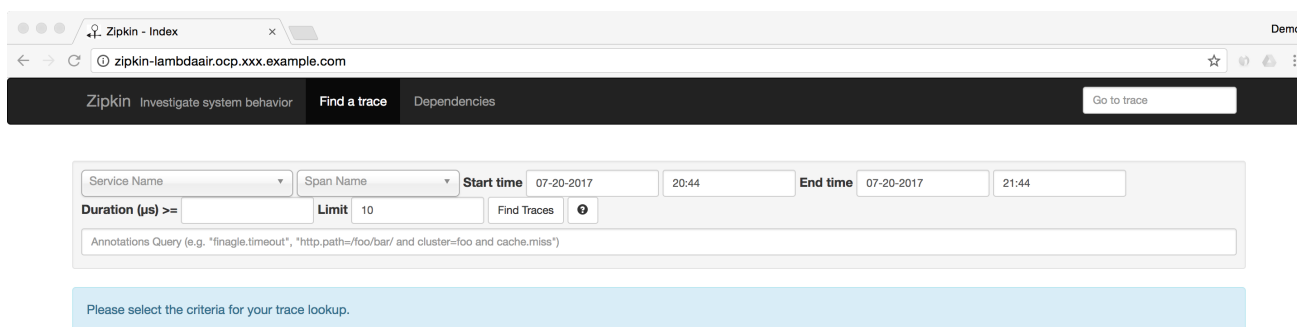 Zipkin - Index
Demo
zipkin-lambdaair.ocp.xxx.example.com
Zipkin Investigate system behavior Find a trace Dependencies Go to trace
Service Name Span Name Start time 07-20-2017 20:44 End time 07-20-2017 21:44
Duration (µs) >= Limit 10 Find Traces
Annotations Query (e.g. "finagle.timeout", "http.path=/foo/bar/ and cluster=foo and cache.miss")
Please select the criteria for your trace lookup.